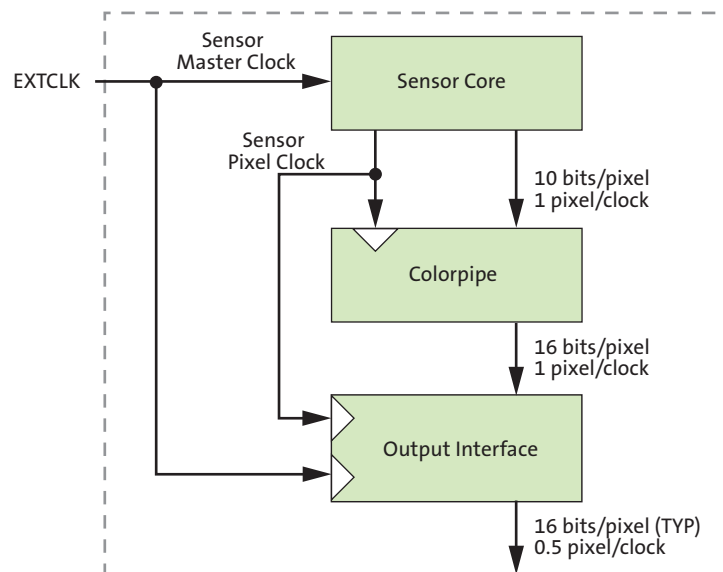 Sensor
Master Clock
EXTCLK
Sensor Core
Sensor
Pixel Clock
10 bits/pixel
1 pixel/clock
Colorpipe
16 bits/pixel
1 pixel/clock
Output Interface
16 bits/pixel (TYP)
0.5 pixel/clock